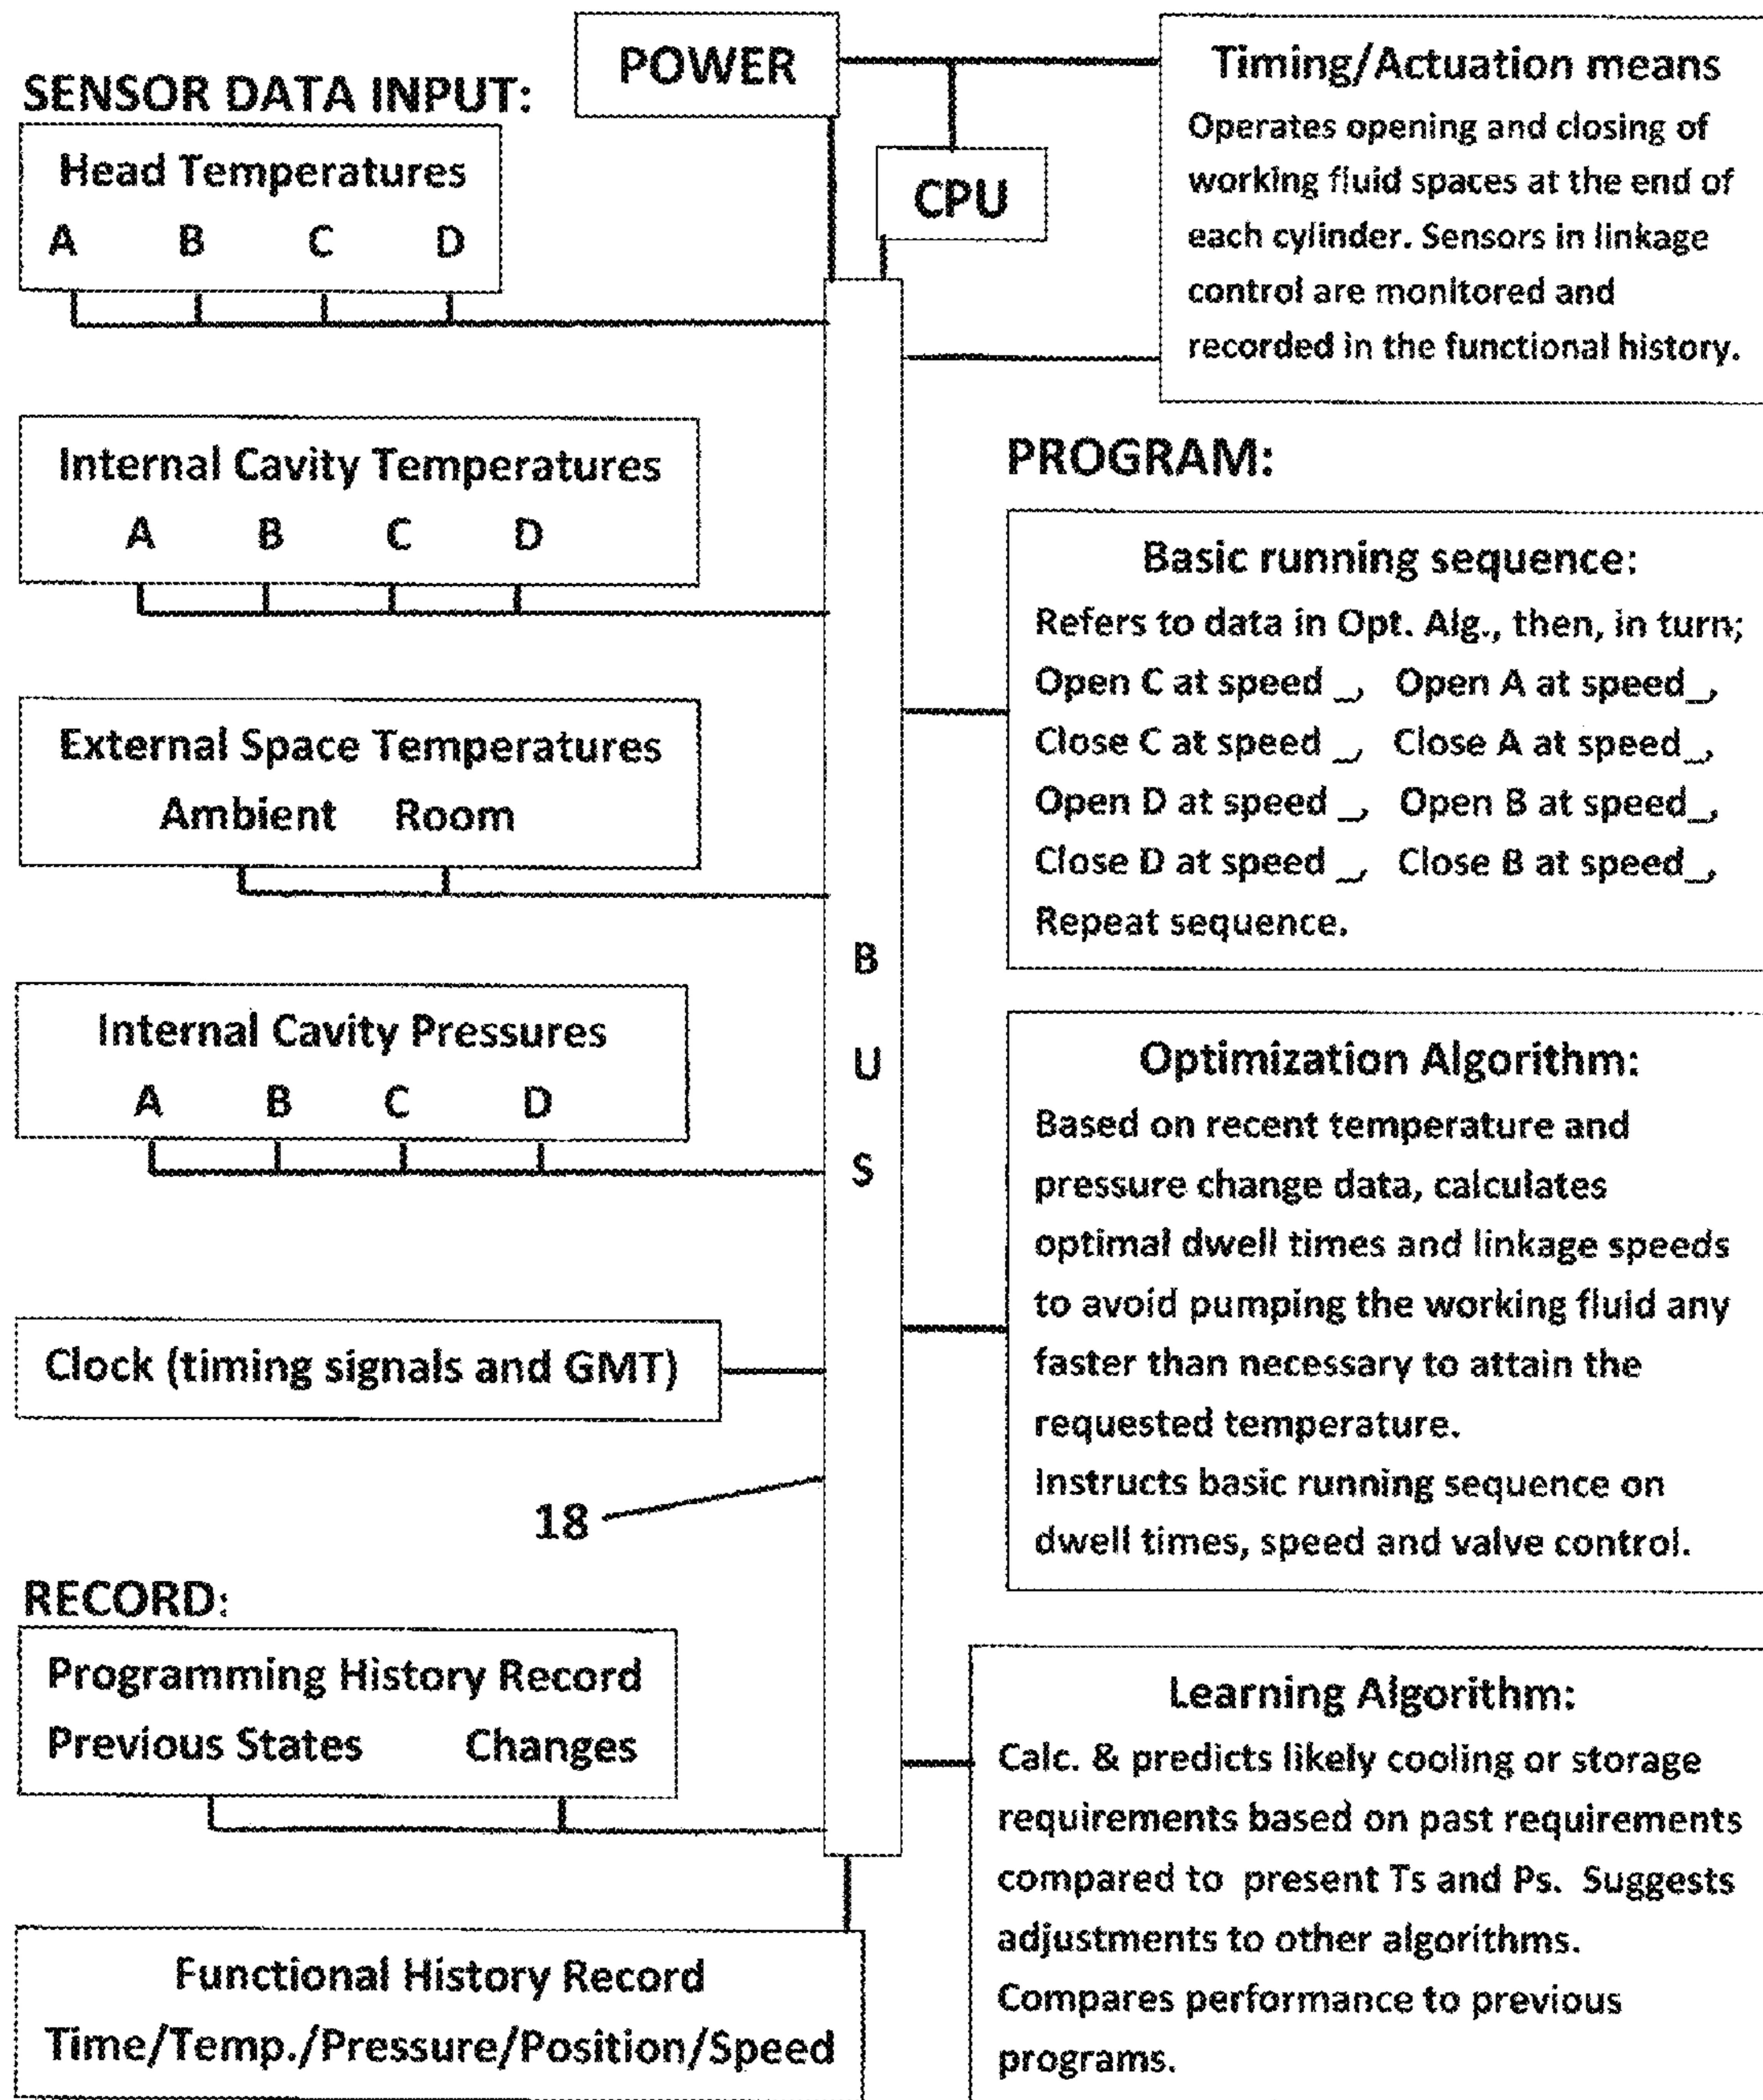 POWER
SENSOR DATA INPUT:
Head Temperatures
A B C D
CPU
Timing/Actuation means
Operates opening and closing of
working fluid spaces at the end of
each cylinder. Sensors in linkage
control are monitored and
recorded in the functional history.
Internal Cavity Temperatures
A B C D
External Space Temperatures
Ambient Room
Internal Cavity Pressures
A B C D
Clock (timing signals and GMT)
18
B
U
S
PROGRAM:
Basic running sequence:
Refers to data in Opt. Alg., then, in turn;
Open C at speed _, Open A at speed_,
Close C at speed _, Close A at speed_,
Open D at speed _, Open B at speed_,
Close D at speed _, Close B at speed_,
Repeat sequence.
Optimization Algorithm:
Based on recent temperature and
pressure change data, calculates
optimal dwell times and linkage speeds
to avoid pumping the working fluid any
faster than necessary to attain the
requested temperature.
Instructs basic running sequence on
dwell times, speed and valve control.
RECORD:
Programming History Record
Previous States Changes
Functional History Record
Time/Temp./Pressure/Position/Speed
Learning Algorithm:
Calc. & predicts likely cooling or storage
requirements based on past requirements
compared to present Ts and Ps. Suggests
adjustments to other algorithms.
Compares performance to previous
programs.